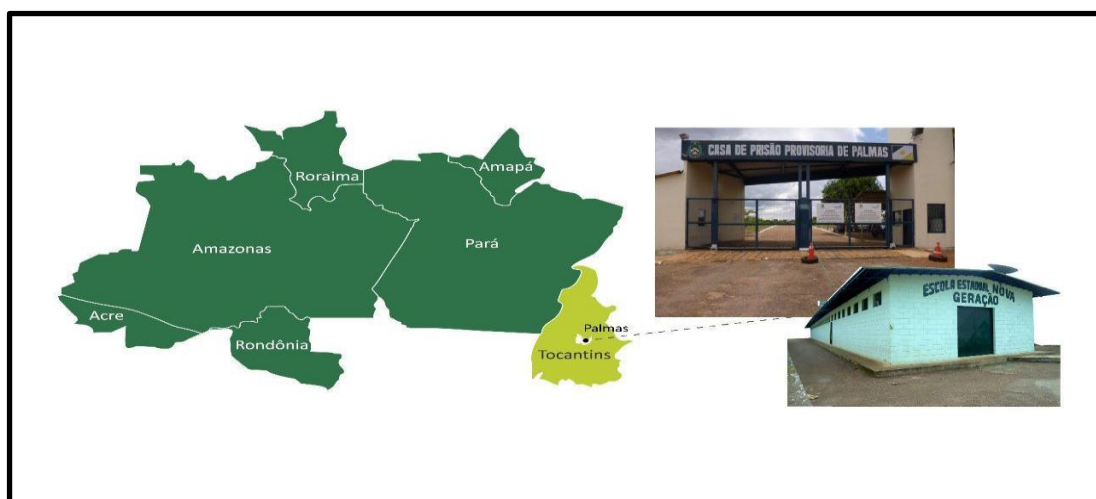 Roraima
Amapá
Amazonas
Pará
Acre
Rondônia
Palmas
Tocantins
CASA DE PRISÃO PROVISORIA DE PALMAS
ESCOLA ESTADUAL NOVA
GERAÇÃO